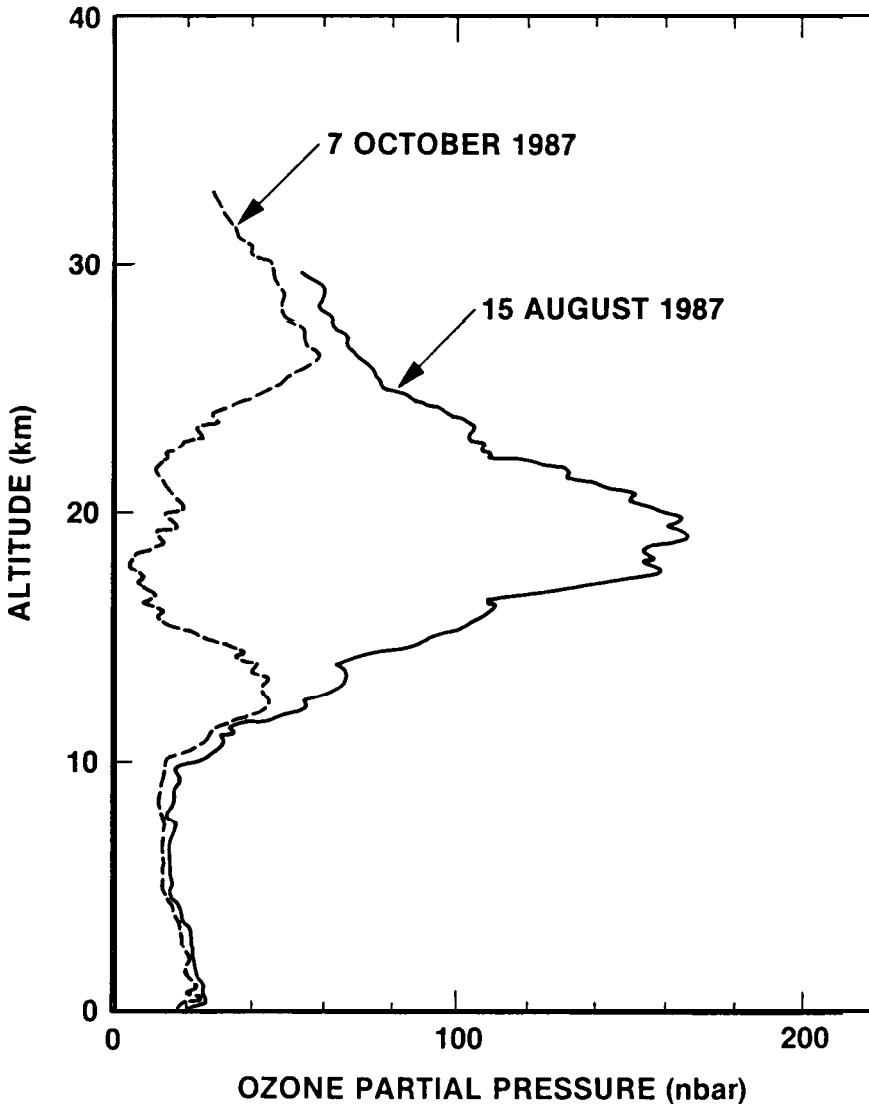 40
7 OCTOBER 1987
30
15 AUGUST 1987
ALTITUDE (km)
20
10
0
0 100 200
OZONE PARTIAL PRESSURE (nbar)